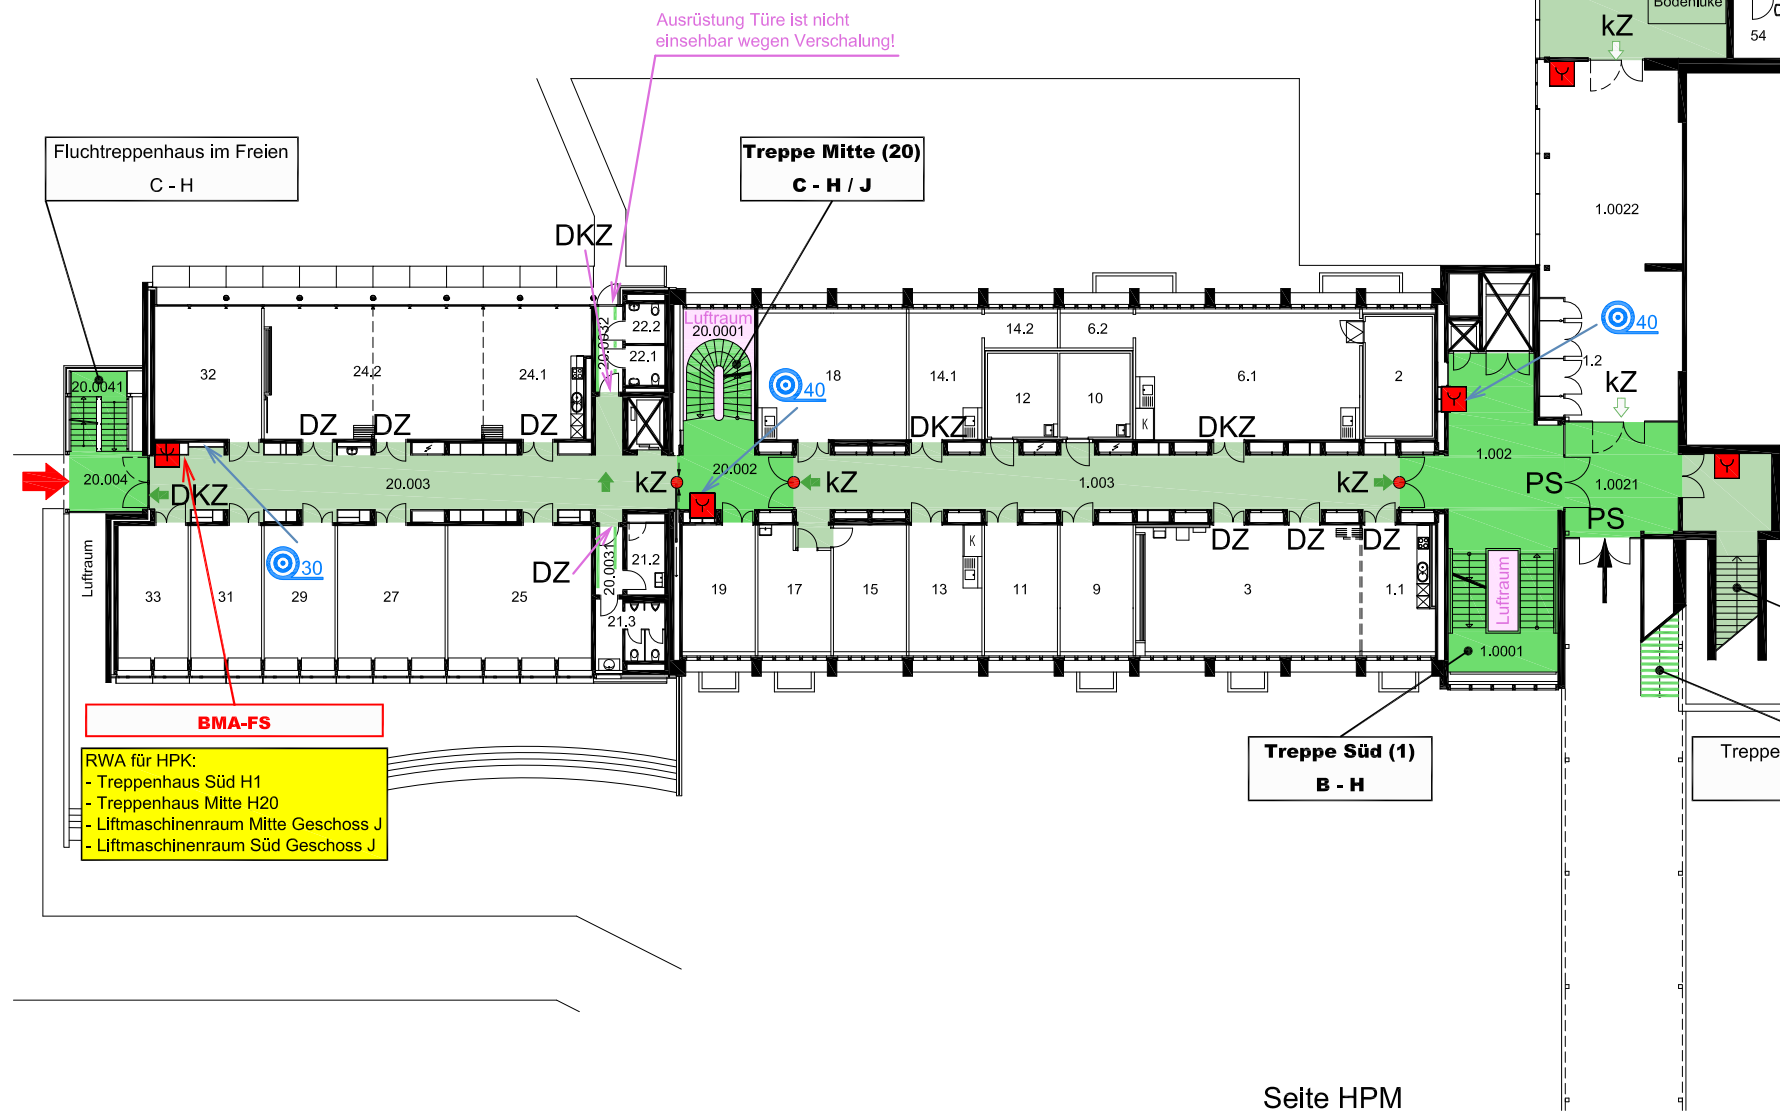 Ausrüstung Türe ist nicht
einsehbar wegen Verschalung!
Bodenluke
kZ
54
Fluchttreppenhaus im Freien
C - H
Treppe Mitte (20)
C - H / J
1.0022
DKZ
Luftraum
20.0001
20.0032
22.2
22.1
14.2
6.2
40
1.2
kZ
20.0041
32
24.2
24.1
40
18
14.1
12
10
6.1
2
K
DZ
DZ
DZ
DKZ
DKZ
20.004
DKZ
20.003
kZ
20.002
kZ
1.003
kZ
1.002
PS
1.0021
PS
Luftraum
30
DZ
20.0031
21.2
21.3
K
DZ
DZ
DZ
33
31
29
27
25
19
17
15
13
11
9
3
1.1
Luftraum
1.0001
BMA-FS
RWA für HPK:
- Treppenhaus Süd H1
- Treppenhaus Mitte H20
- Liftmaschinenraum Mitte Geschoss J
- Liftmaschinenraum Süd Geschoss J
Treppe Süd (1)
B - H
Treppe
Seite HPM